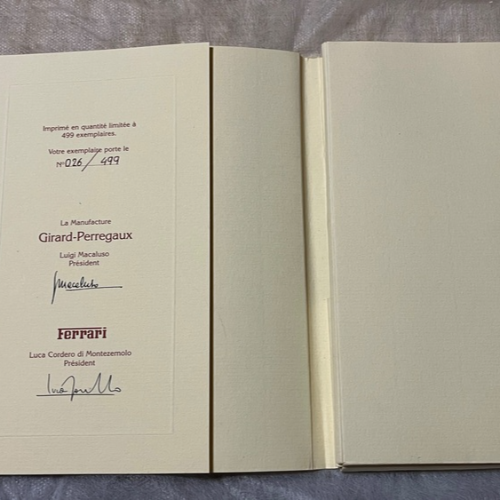 Imprimé en quantité limitée à
499 exemplaires.
Votre exemplaire porte le
N° 026/499
La Manufacture
Girard-Perregaux
Luigi Macaluso
Président
Ferrari
Luca Cordero di Montezemolo
Président